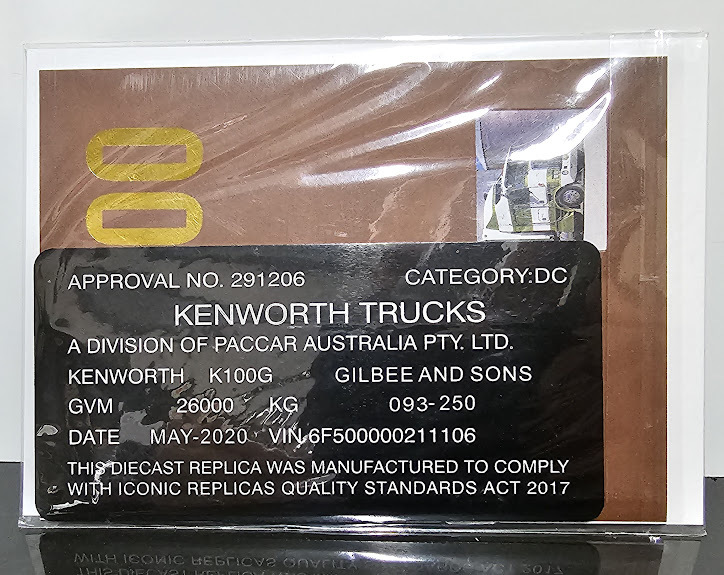 00
APPROVAL NO. 291206 CATEGORY:DC
KENWORTH TRUCKS
A DIVISION OF PACCAR AUSTRALIA PTY. LTD.
KENWORTH K100G GILBEE AND SONS
GVM 26000 KG 093-250
DATE MAY-2020 VIN 6F500000211106
THIS DIECAST REPLICA WAS MANUFACTURED TO COMPLY
WITH ICONIC REPLICAS QUALITY STANDARDS ACT 2017